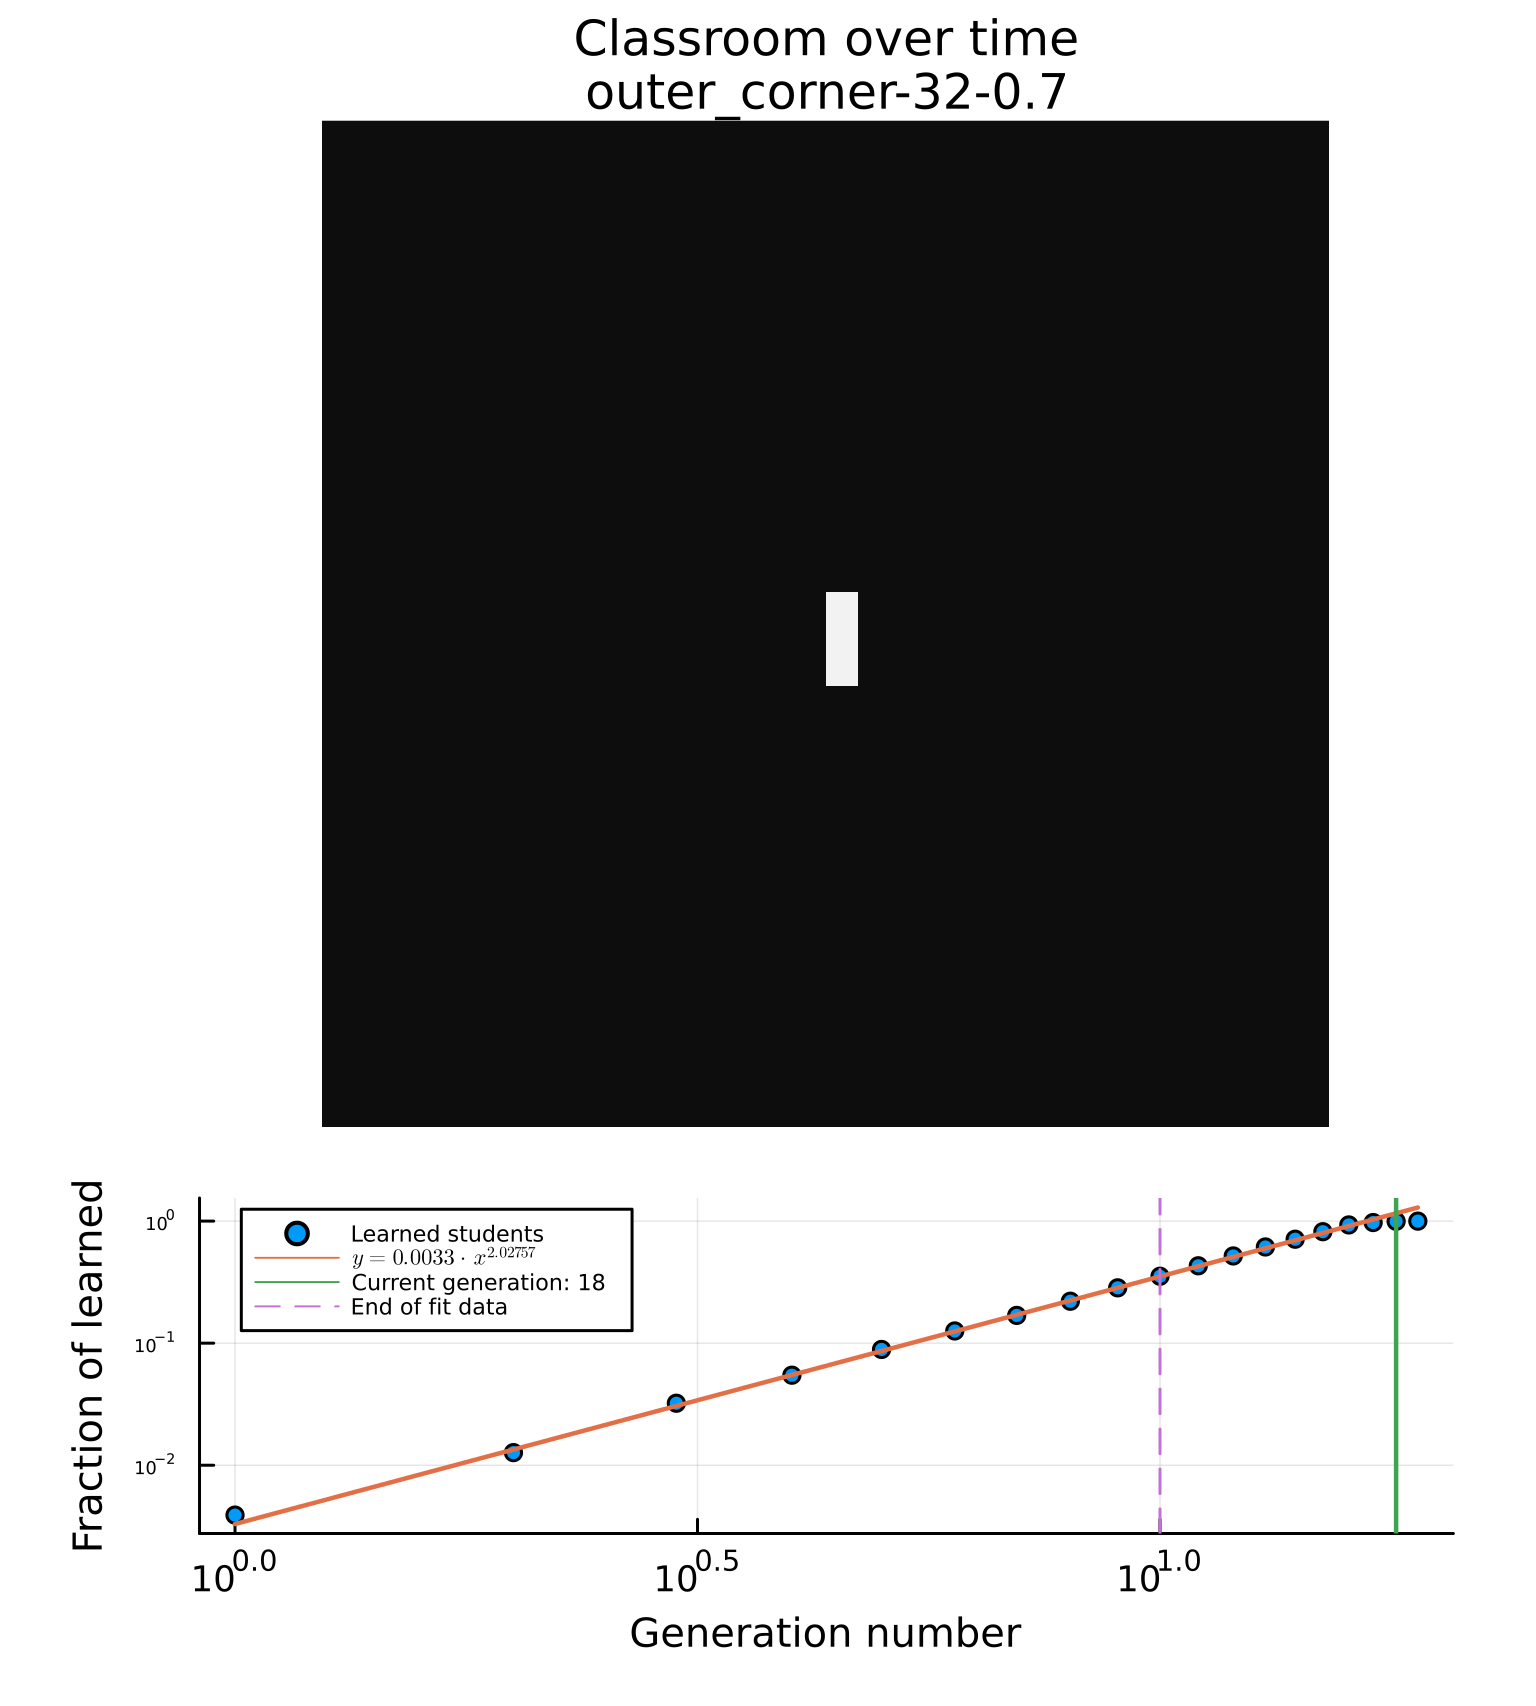 Classroom over time
outer_corner-32-0.7
Fraction of learned
10⁰
10⁻¹
10⁻²
Learned students
y = 0.0033 · x^2.02757
Current generation: 18
End of fit data
10^0.0
10^0.5
10^1.0
Generation number